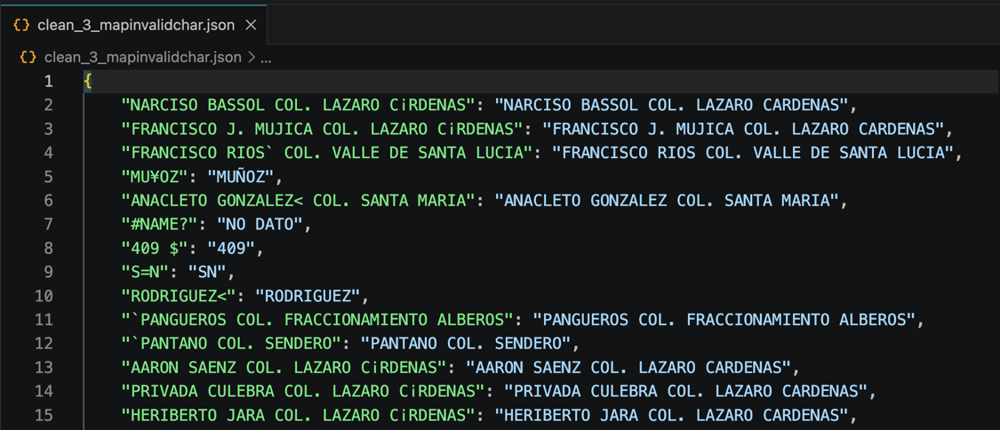 {} clean_3_mapinvalidchar.json ×
{} clean_3_mapinvalidchar.json > ...
1 {
2 "NARCISO BASSOL COL. LAZARO C¡RDENAS": "NARCISO BASSOL COL. LAZARO CARDENAS",
3 "FRANCISCO J. MUJICA COL. LAZARO C¡RDENAS": "FRANCISCO J. MUJICA COL. LAZARO CARDENAS",
4 "FRANCISCO RIOS` COL. VALLE DE SANTA LUCIA": "FRANCISCO RIOS COL. VALLE DE SANTA LUCIA",
5 "MU¥OZ": "MUÑOZ",
6 "ANACLETO GONZALEZ< COL. SANTA MARIA": "ANACLETO GONZALEZ COL. SANTA MARIA",
7 "#NAME?": "NO DATO",
8 "409 $": "409",
9 "S=N": "SN",
10 "RODRIGUEZ<": "RODRIGUEZ",
11 "`PANGUEROS COL. FRACCIONAMIENTO ALBEROS": "PANGUEROS COL. FRACCIONAMIENTO ALBEROS",
12 "`PANTANO COL. SENDERO": "PANTANO COL. SENDERO",
13 "AARON SAENZ COL. LAZARO C¡RDENAS": "AARON SAENZ COL. LAZARO CARDENAS",
14 "PRIVADA CULEBRA COL. LAZARO C¡RDENAS": "PRIVADA CULEBRA COL. LAZARO CARDENAS",
15 "HERIBERTO JARA COL. LAZARO C¡RDENAS": "HERIBERTO JARA COL. LAZARO CARDENAS",